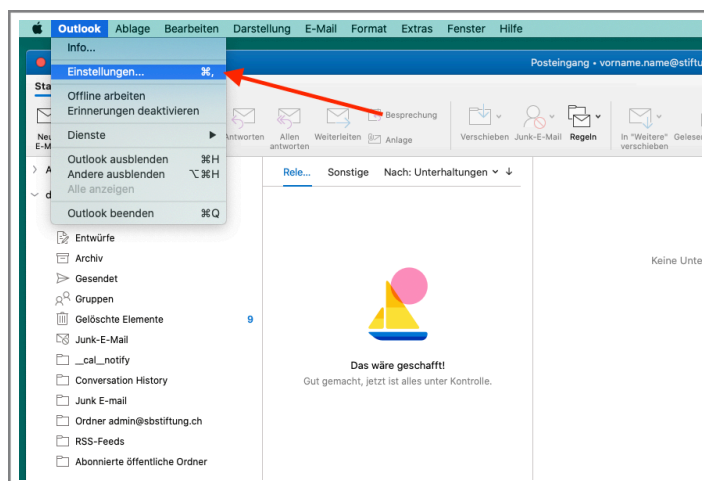 Outlook Ablage Bearbeiten Darstellung E-Mail Format Extras Fenster Hilfe
Info...
Posteingang • vorname.name@stiftu
Einstellungen... ⌘,
Sta
Offline arbeiten
Erinnerungen deaktivieren
Dienste ▶
Outlook ausblenden ⌘H
Andere ausblenden ⌥⌘H
Alle anzeigen
Outlook beenden ⌘Q
Neu
E-M
Antworten
Allen
antworten
Weiterleiten
Besprechung
Anlage
Verschieben
Junk-E-Mail
Regeln
In "Weitere"
verschieben
Gelesen
A
d
Rele... Sonstige Nach: Unterhaltungen ↓
Entwürfe
Archiv
Gesendet
Gruppen
Gelöschte Elemente 9
Junk-E-Mail
__cal__notify
Conversation History
Junk E-mail
Ordner admin@sbstiftung.ch
RSS-Feeds
Abonnierte öffentliche Ordner
Das wäre geschafft!
Gut gemacht, jetzt ist alles unter Kontrolle.
Keine Unte